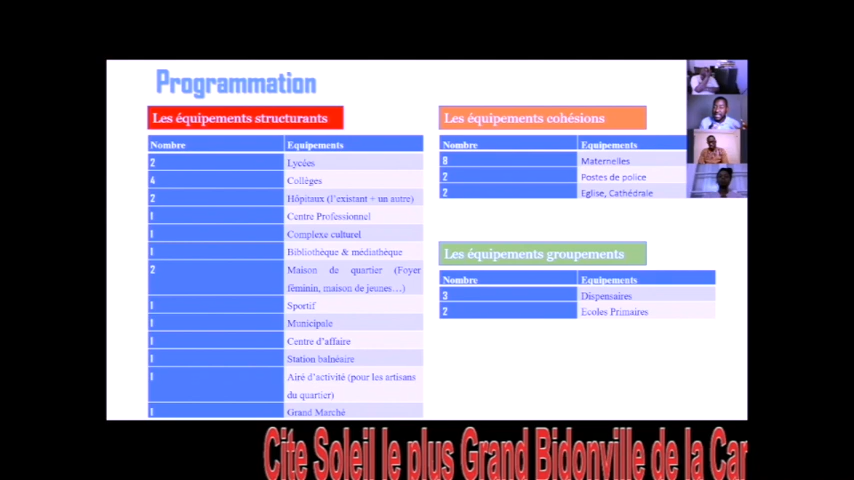 Programmation
Les équipements structurants
Nombre Equipements
2 Lycées
4 Collèges
2 Hôpitaux (l'existant + un autre)
1 Centre Professionnel
1 Complexe culturel
1 Bibliothèque & médiathèque
2 Maison de quartier (Foyer
féminin, maison de jeunes…)
1 Sportif
1 Municipale
1 Centre d'affaire
1 Station balnéaire
1 Airé d'activité (pour les artisans
du quartier)
1 Grand Marché
Les équipements cohésions
Nombre Equipements
8 Maternelles
2 Postes de police
2 Eglise, Cathédrale
Les équipements groupements
Nombre Equipements
3 Dispensaires
2 Ecoles Primaires
Cite Soleil le plus Grand Bidonville de la Car